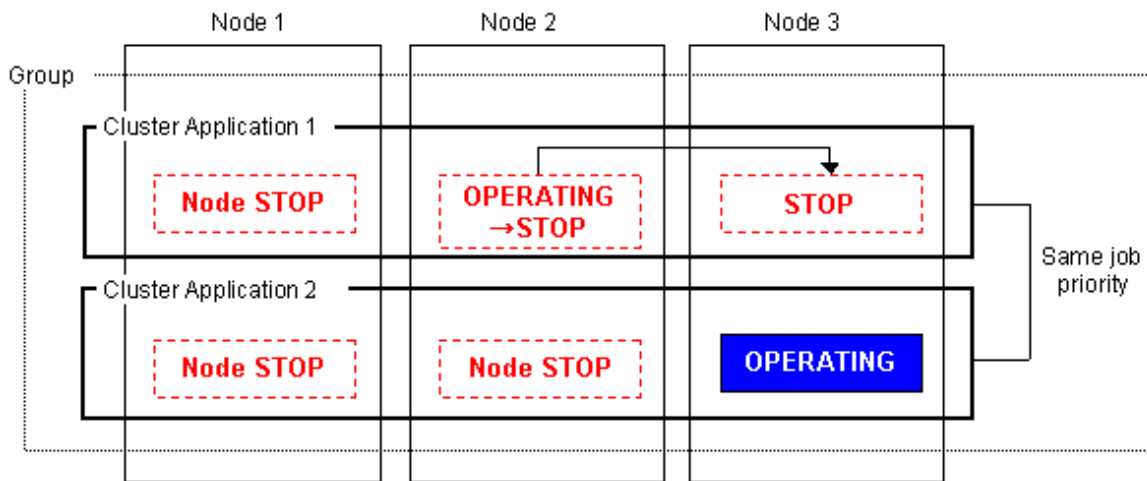 Node 1
Node 2
Node 3
Group
Cluster Application 1
Node STOP
OPERATING
→STOP
STOP
Same job
priority
Cluster Application 2
Node STOP
Node STOP
OPERATING